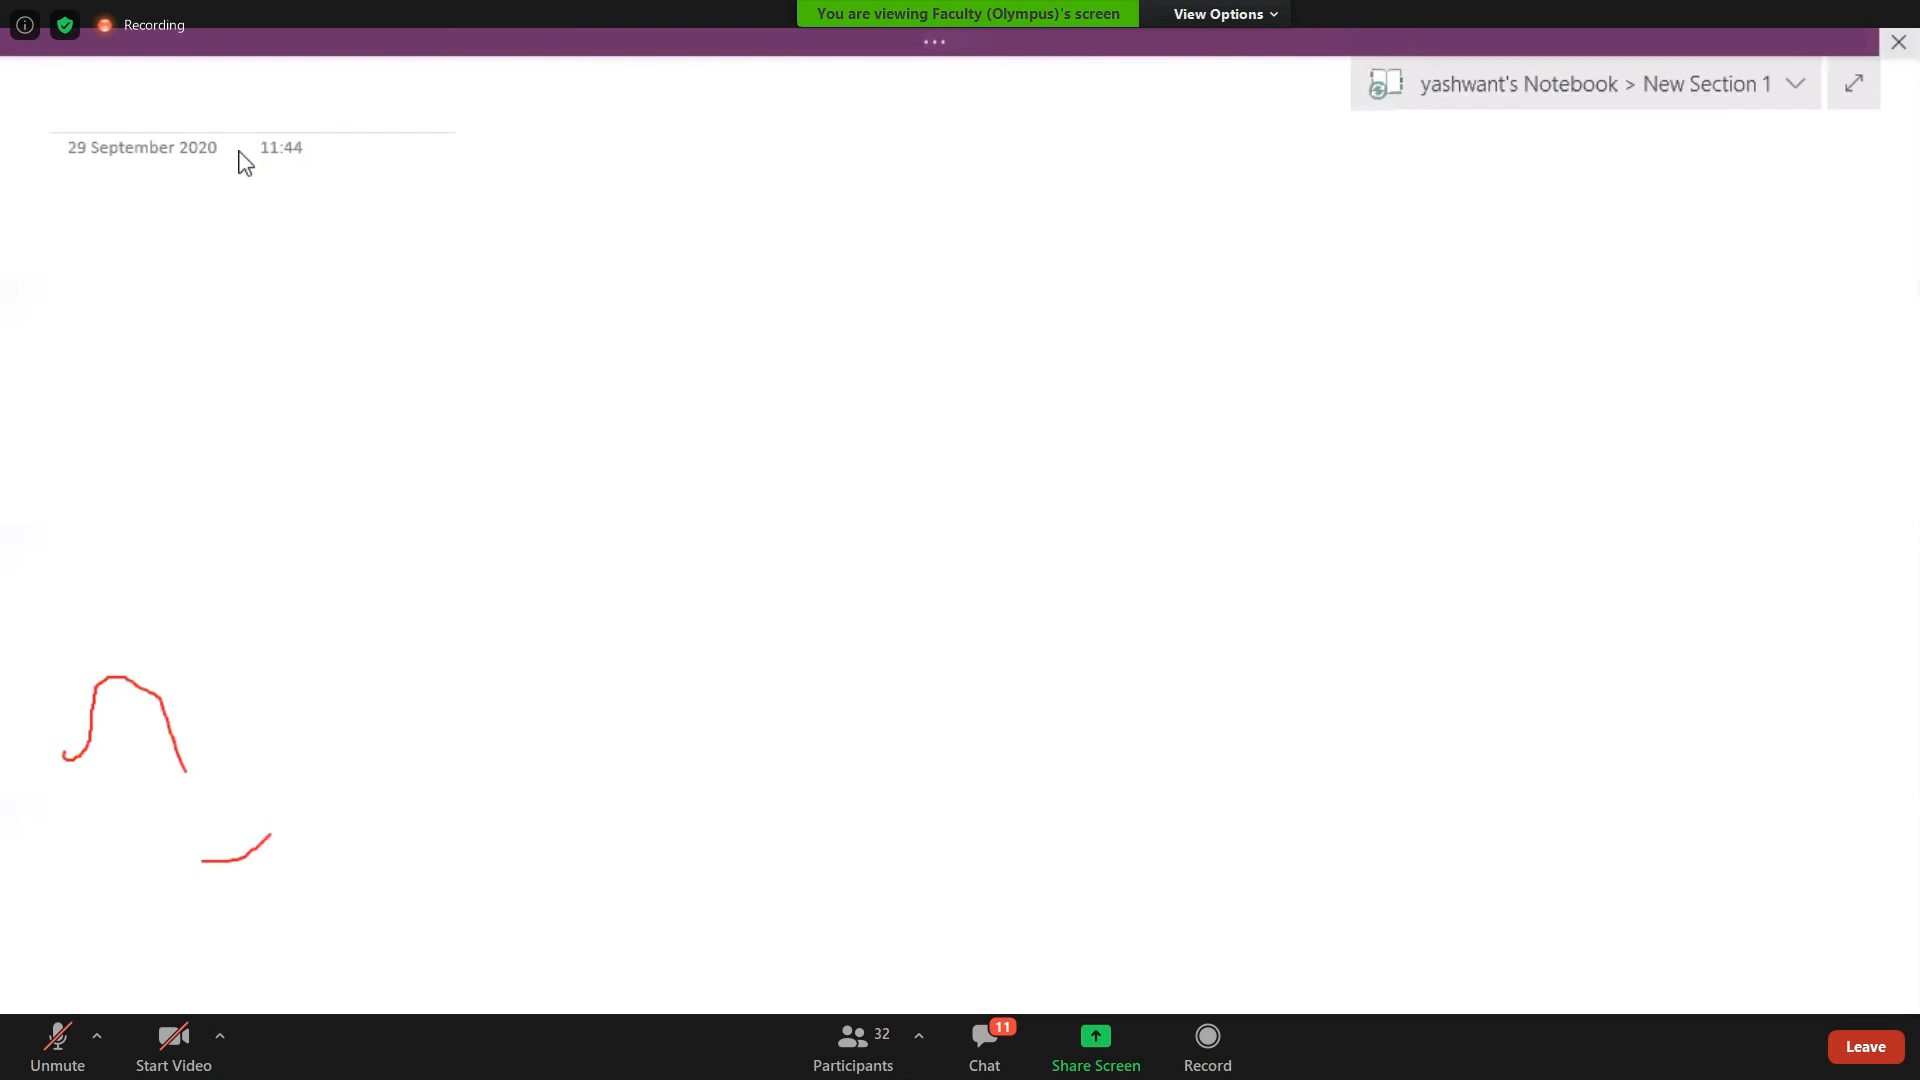 Recording
You are viewing Faculty (Olympus)'s screen
View Options
yashwant's Notebook > New Section 1
29 September 2020 11:44
Unmute
Start Video
32
Participants
11
Chat
Share Screen
Record
Leave